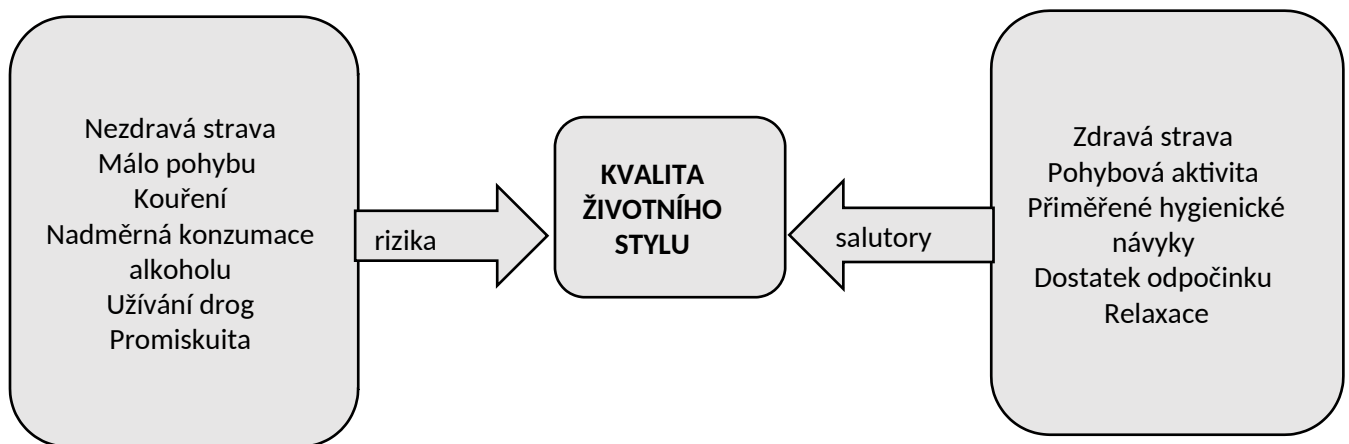 Nezdravá strava
Málo pohybu
Kouření
Nadměrná konzumace
alkoholu
Užívání drog
Promiskuita
rizika
KVALITA
ŽIVOTNÍHO
STYLU
salutory
Zdravá strava
Pohybová aktivita
Přiměřené hygienické
návyky
Dostatek odpočinku
Relaxace